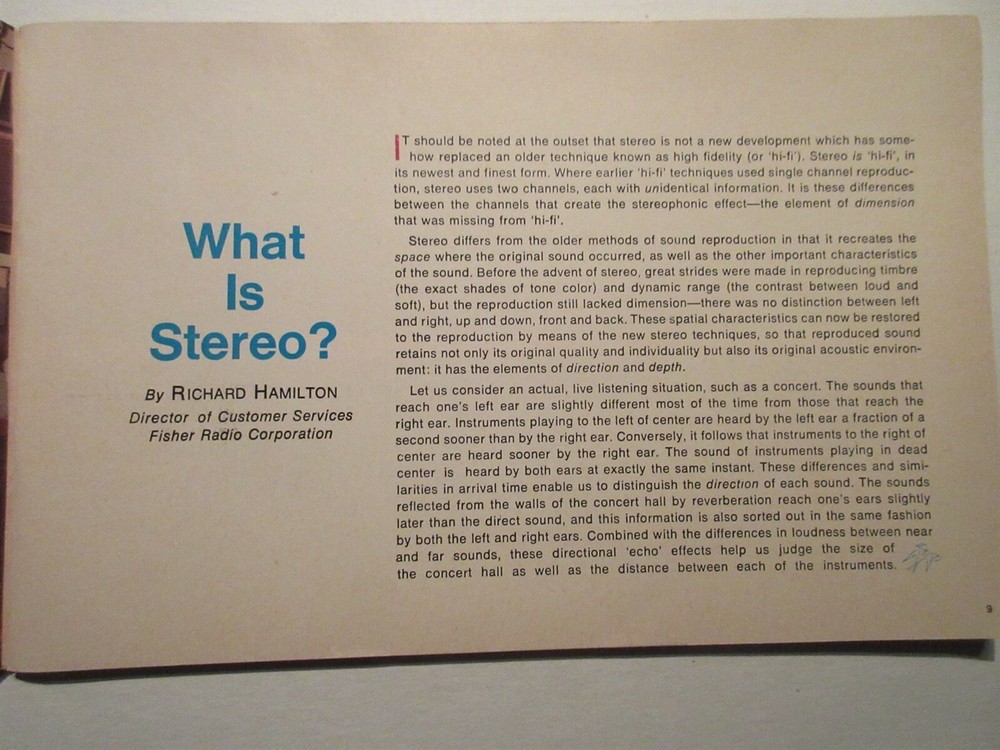 What
Is
Stereo?
By RICHARD HAMILTON
Director of Customer Services
Fisher Radio Corporation
IT should be noted at the outset that stereo is not a new development which has some-
how replaced an older technique known as high fidelity (or 'hi-fi'). Stereo is 'hi-fi', in
its newest and finest form. Where earlier 'hi-fi' techniques used single channel reproduc-
tion, stereo uses two channels, each with unidentical information. It is these differences
between the channels that create the stereophonic effect—the element of dimension
that was missing from 'hi-fi'.
Stereo differs from the older methods of sound reproduction in that it recreates the
space where the original sound occurred, as well as the other important characteristics
of the sound. Before the advent of stereo, great strides were made in reproducing timbre
(the exact shades of tone color) and dynamic range (the contrast between loud and
soft), but the reproduction still lacked dimension—there was no distinction between left
and right, up and down, front and back. These spatial characteristics can now be restored
to the reproduction by means of the new stereo techniques, so that reproduced sound
retains not only its original quality and individuality but also its original acoustic environ-
ment: it has the elements of direction and depth.
Let us consider an actual, live listening situation, such as a concert. The sounds that
reach one's left ear are slightly different most of the time from those that reach the
right ear. Instruments playing to the left of center are heard by the left ear a fraction of a
second sooner than by the right ear. Conversely, it follows that instruments to the right of
center are heard sooner by the right ear. The sound of instruments playing in dead
center is heard by both ears at exactly the same instant. These differences and simi-
larities in arrival time enable us to distinguish the direction of each sound. The sounds
reflected from the walls of the concert hall by reverberation reach one's ears slightly
later than the direct sound, and this information is also sorted out in the same fashion
by both the left and right ears. Combined with the differences in loudness between near
and far sounds, these directional 'echo' effects help us judge the size of
the concert hall as well as the distance between each of the instruments.
9